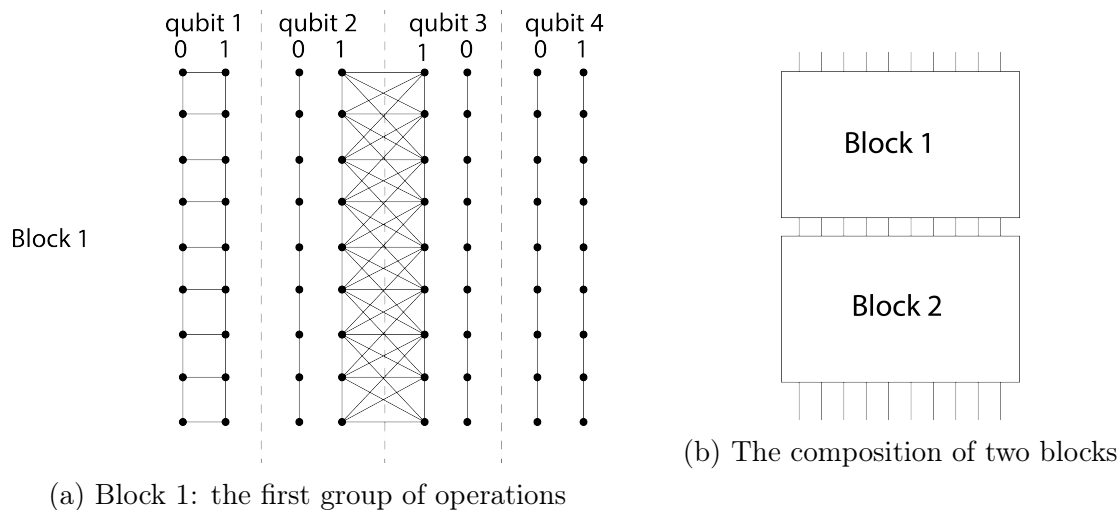 qubit 1 qubit 2 qubit 3 qubit 4
0 1 0 1 1 0 0 1
Block 1
(a) Block 1: the first group of operations
Block 1
Block 2
(b) The composition of two blocks